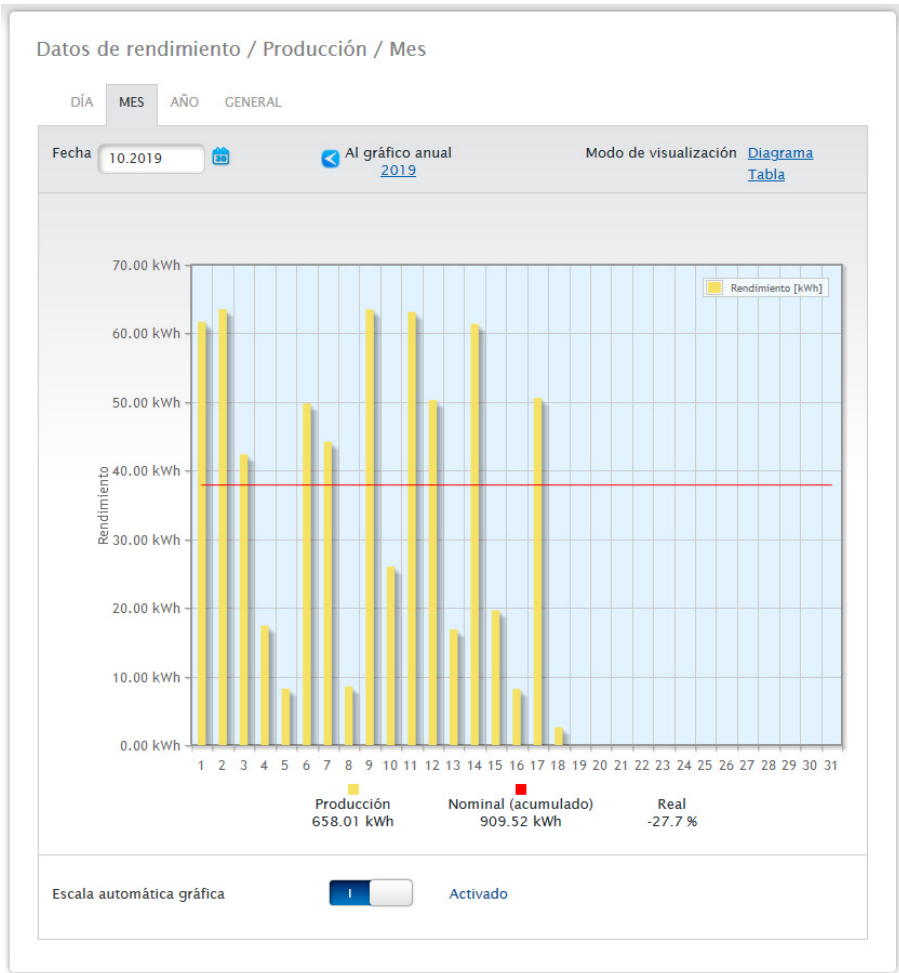 Datos de rendimiento / Producción / Mes
DÍA MES AÑO GENERAL
Fecha 10.2019 30 Al gráfico anual Modo de visualización Diagrama
2019 Tabla
70.00 kWh
Rendimiento [kWh]
60.00 kWh
50.00 kWh
40.00 kWh
Rendimiento
30.00 kWh
20.00 kWh
10.00 kWh
0.00 kWh
1 2 3 4 5 6 7 8 9 10 11 12 13 14 15 16 17 18 19 20 21 22 23 24 25 26 27 28 29 30 31
Producción Nominal (acumulado) Real
658.01 kWh 909.52 kWh -27.7 %
Escala automática gráfica I Activado